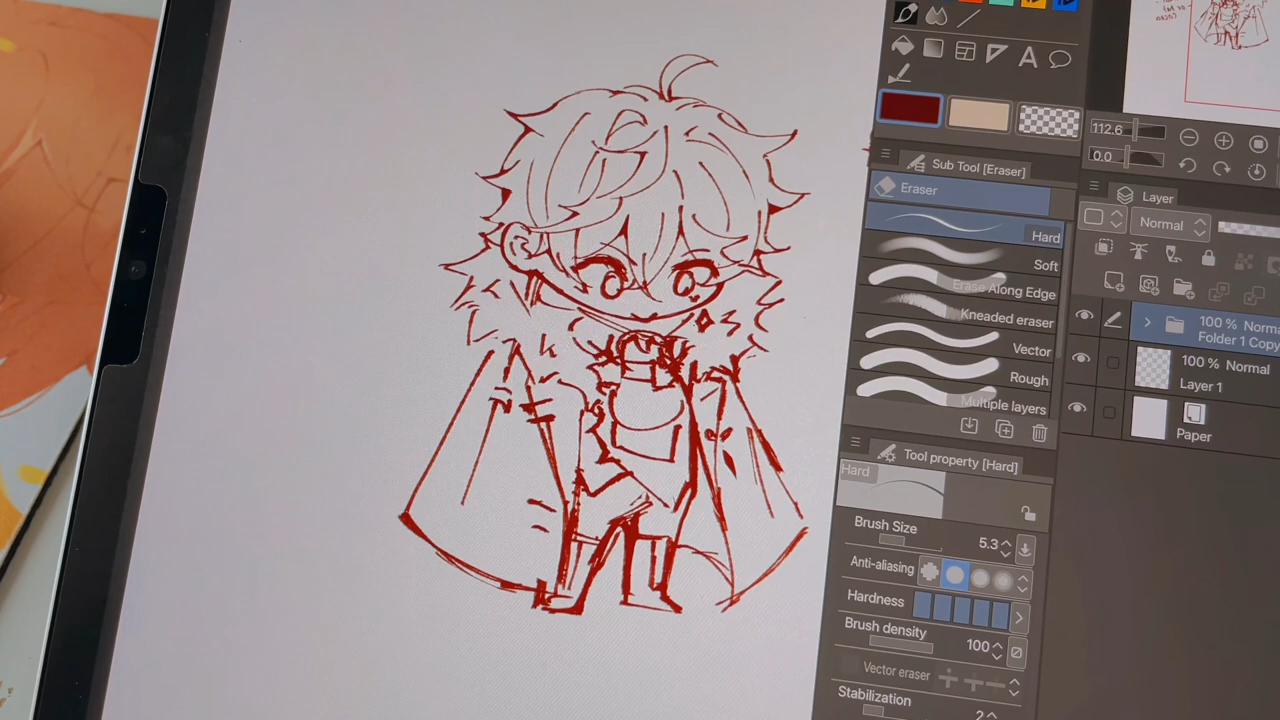 A
112.6
0.0
Sub Tool [Eraser]
Eraser
Hard
Soft
Erase Along Edge
Kneaded eraser
Vector
Rough
Multiple layers
Tool property [Hard]
Hard
Brush Size
5.3
Anti-aliasing
Hardness
Brush density
100
Vector eraser
Stabilization
2
Layer
Normal
100 % Norma
Folder 1 Copy
100 % Normal
Layer 1
Paper